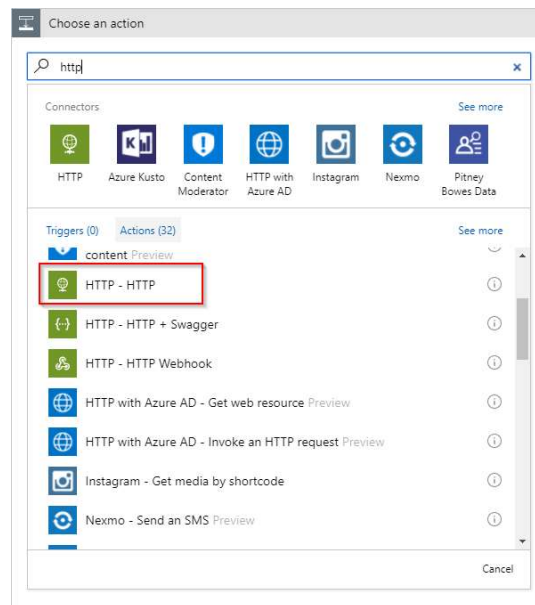 Choose an action
http
Connectors See more
HTTP
Azure Kusto
Content
Moderator
HTTP with
Azure AD
Instagram
Nexmo
Pitney
Bowes Data
Triggers (0) Actions (32) See more
content Preview
HTTP - HTTP
HTTP - HTTP + Swagger
HTTP - HTTP Webhook
HTTP with Azure AD - Get web resource Preview
HTTP with Azure AD - Invoke an HTTP request Preview
Instagram - Get media by shortcode
Nexmo - Send an SMS Preview
Cancel